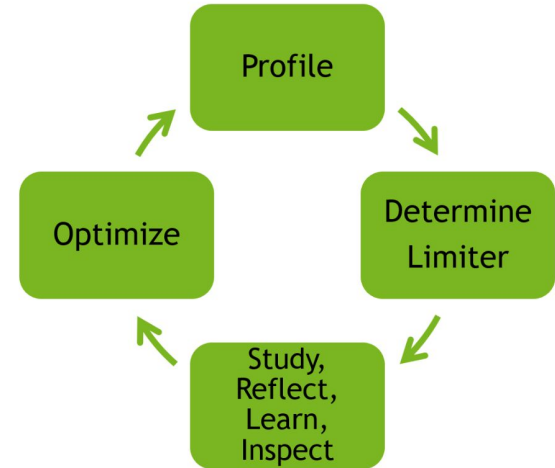 Profile
Determine
Limiter
Study,
Reflect,
Learn,
Inspect
Optimize